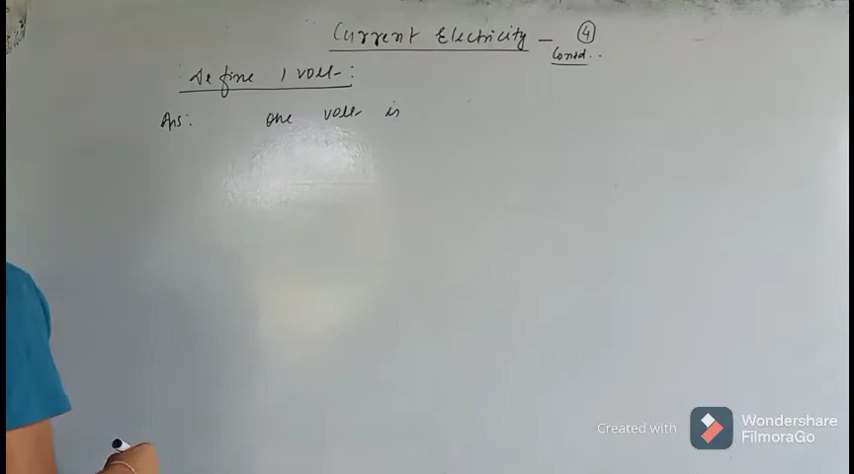 Current Electricity - 4
Contd..
Define 1 volt:
Ans: One volt is
Created with Wondershare FilmoraGo